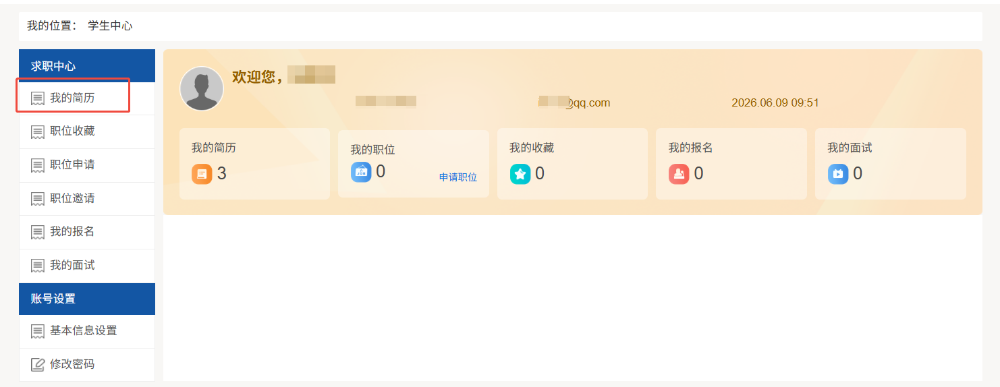 我的位置： 学生中心
求职中心
我的简历
职位收藏
职位申请
职位邀请
我的报名
我的面试
账号设置
基本信息设置
修改密码
欢迎您，
@qq.com
2026.06.09 09:51
我的简历
3
我的职位
0
申请职位
我的收藏
0
我的报名
0
我的面试
0